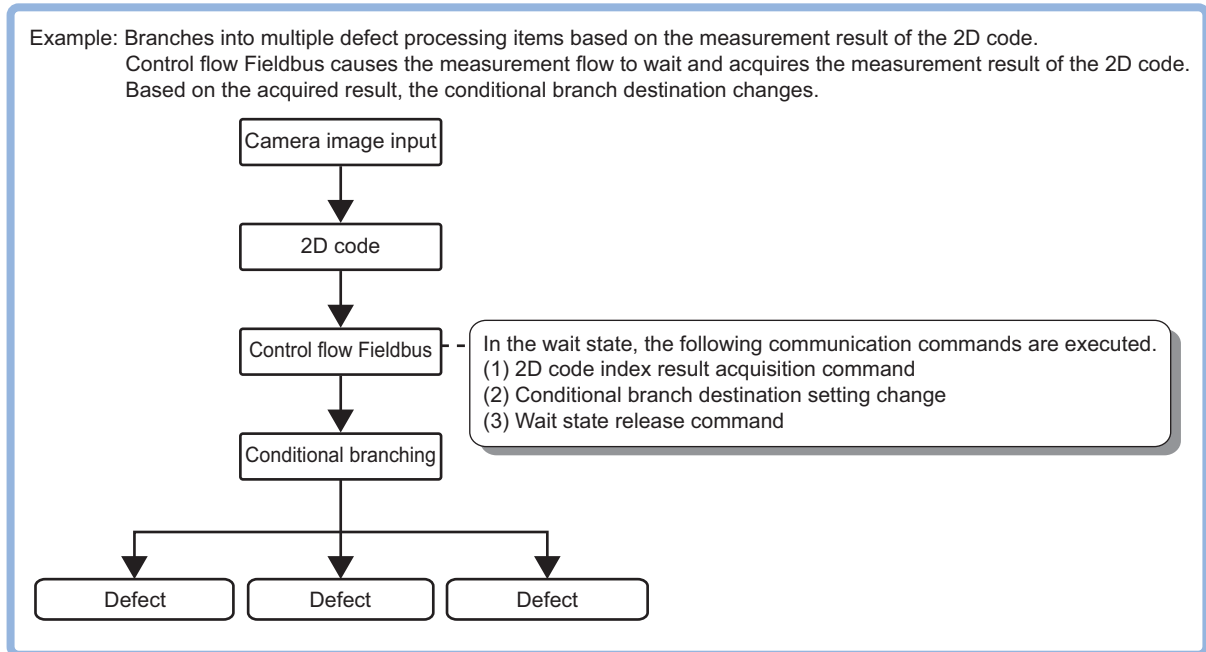 Example: Branches into multiple defect processing items based on the measurement result of the 2D code.
Control flow Fieldbus causes the measurement flow to wait and acquires the measurement result of the 2D code.
Based on the acquired result, the conditional branch destination changes.
Camera image input
2D code
Control flow Fieldbus
In the wait state, the following communication commands are executed.
(1) 2D code index result acquisition command
(2) Conditional branch destination setting change
(3) Wait state release command
Conditional branching
Defect
Defect
Defect